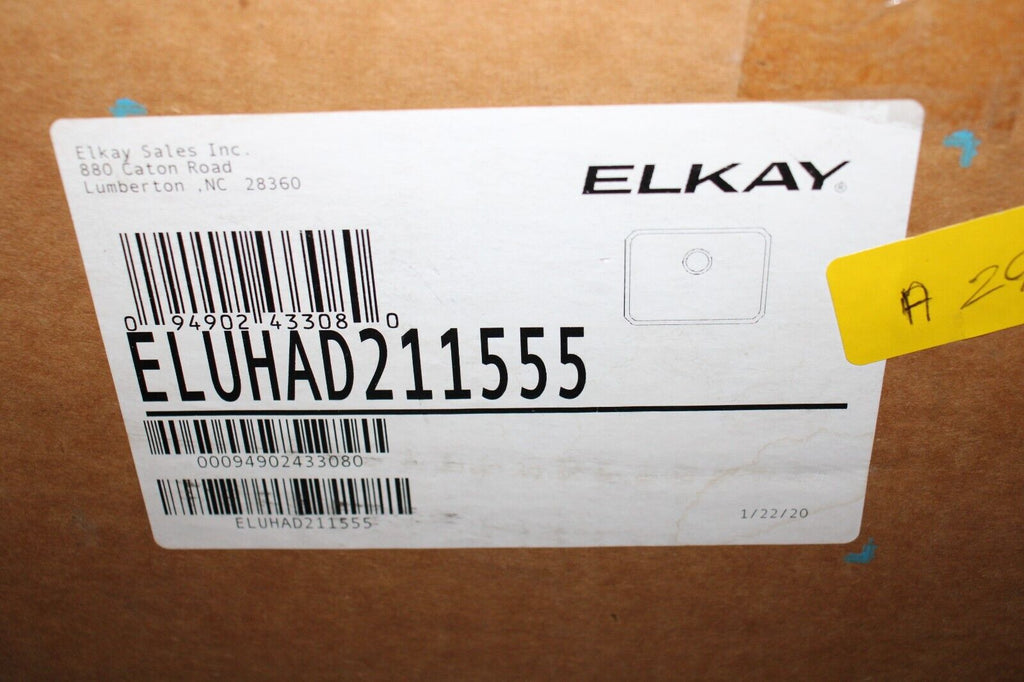 Elkay Sales Inc.
880 Caton Road
Lumberton ,NC 28360
ELKAY®
0 94902 43308 0
ELUHAD211555
00094902433080
ELUHAD211555
1/22/20
A